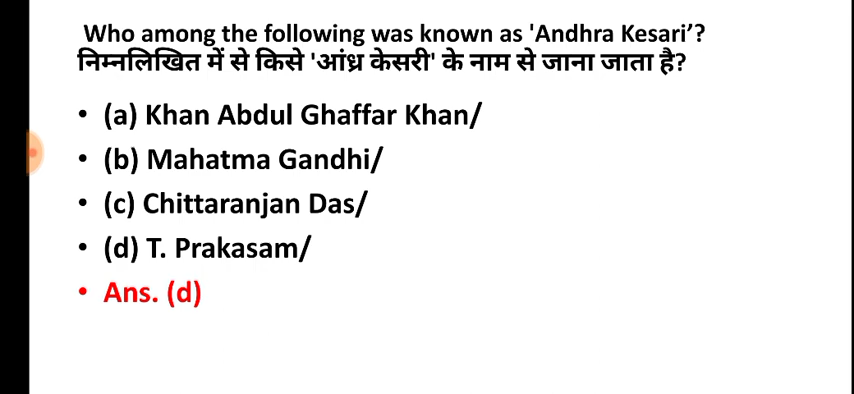 Who among the following was known as 'Andhra Kesari’?
निम्नलिखित में से किसे 'आंध्र केसरी' के नाम से जाना जाता है?
• (a) Khan Abdul Ghaffar Khan/
• (b) Mahatma Gandhi/
• (c) Chittaranjan Das/
• (d) T. Prakasam/
• Ans. (d)